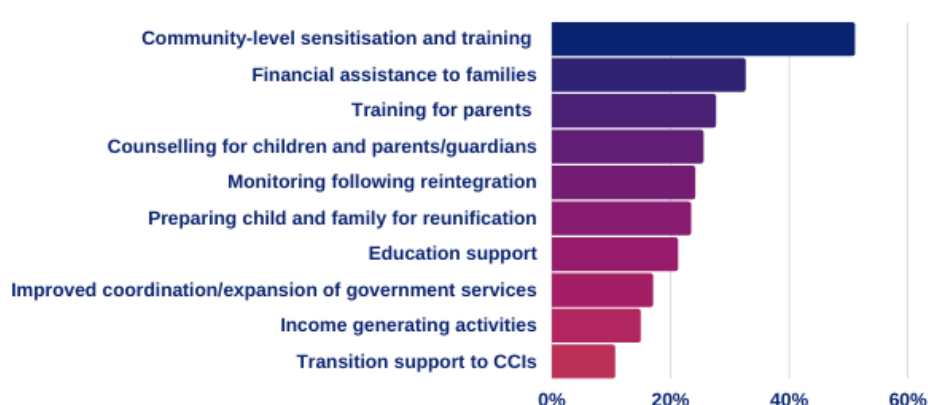 Community-level sensitisation and training
Financial assistance to families
Training for parents
Counselling for children and parents/guardians
Monitoring following reintegration
Preparing child and family for reunification
Education support
Improved coordination/expansion of government services
Income generating activities
Transition support to CCIs
0% 20% 40% 60%